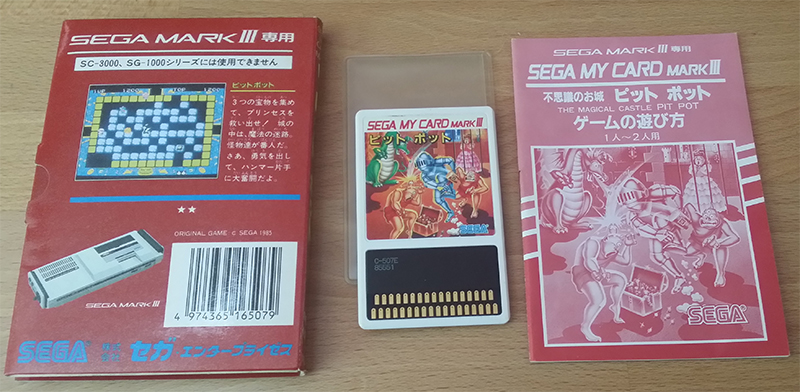 SEGA MARK III 専用
SC-3000、SG-1000シリーズには使用できません
ピットポット
3つの宝物を集め
て、プリンセスを
救い出せ! 城の
中は、魔法の迷路。
怪物達が番人だ。
さあ、勇気を出し
て、ハンマー片手
に大奮闘だよ。
★★
ORIGINAL GAME © SEGA 1985
SEGA MARK III
4 974365 165079
SEGA 株式会社 セガ・エンタープライゼス
SEGA MY CARD MARK III
ピット ポット
SEGA
C-507E
SEGA MARK III 専用
SEGA MY CARD MARK III
不思議のお城 ピット ポット
THE MAGICAL CASTLE PIT POT
ゲームの遊び方
1人〜2人用
SEGA®